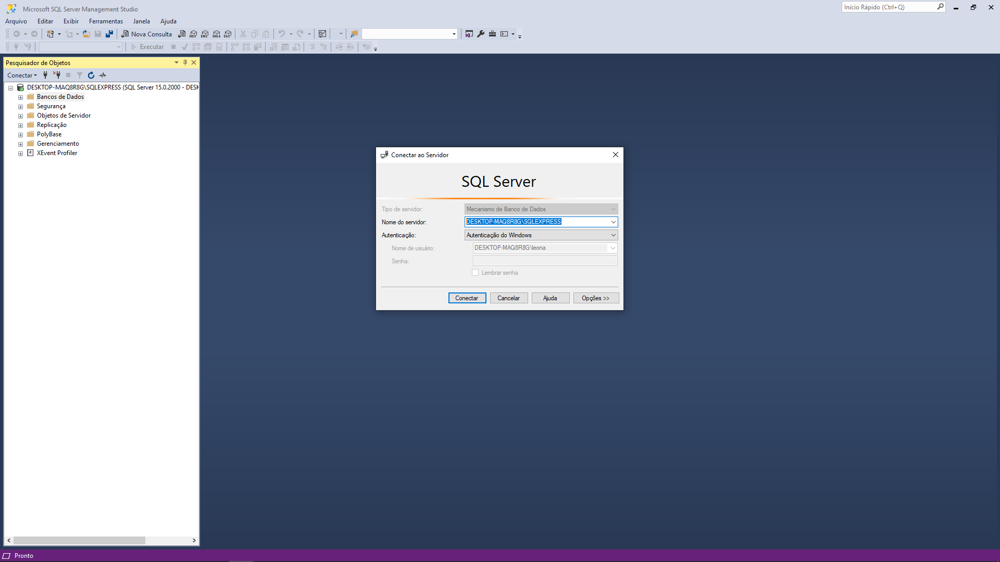 Microsoft SQL Server Management Studio
Início Rápido (Ctrl+Q)
Arquivo Editar Exibir Ferramentas Janela Ajuda
Nova Consulta MDX DMX XMLA DAX
Executar
Pesquisador de Objetos
Conectar
DESKTOP-MAQ8R8G\SQLEXPRESS (SQL Server 15.0.2000 - DESK
Bancos de Dados
Segurança
Objetos de Servidor
Replicação
PolyBase
Gerenciamento
XEvent Profiler
Conectar ao Servidor
SQL Server
Tipo de servidor: Mecanismo de Banco de Dados
Nome do servidor: DESKTOP-MAQ8R8G\SQLEXPRESS
Autenticação: Autenticação do Windows
Nome de usuário: DESKTOP-MAQ8R8G\leona
Senha:
Lembrar senha
Conectar Cancelar Ajuda Opções >>
Pronto